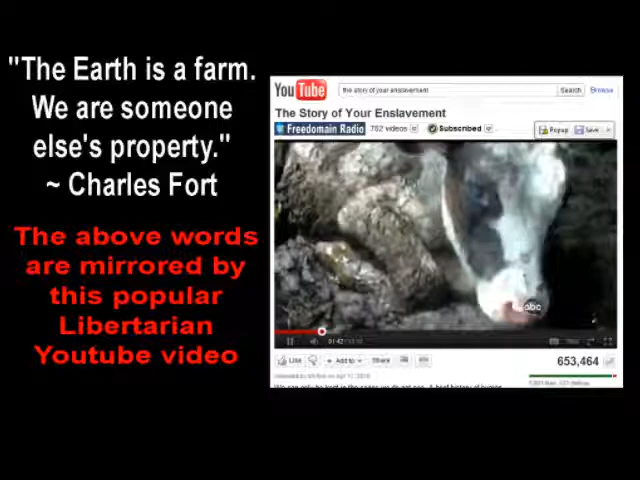 "The Earth is a farm.
We are someone
else's property."
~ Charles Fort
The above words
are mirrored by
this popular
Libertarian
Youtube video
YouTube
the story of your enslavement
Search
Browse
The Story of Your Enslavement
Freedomain Radio
762 videos
Subscribed
Popup
Save
abc
Like
Add to
Share
653,464